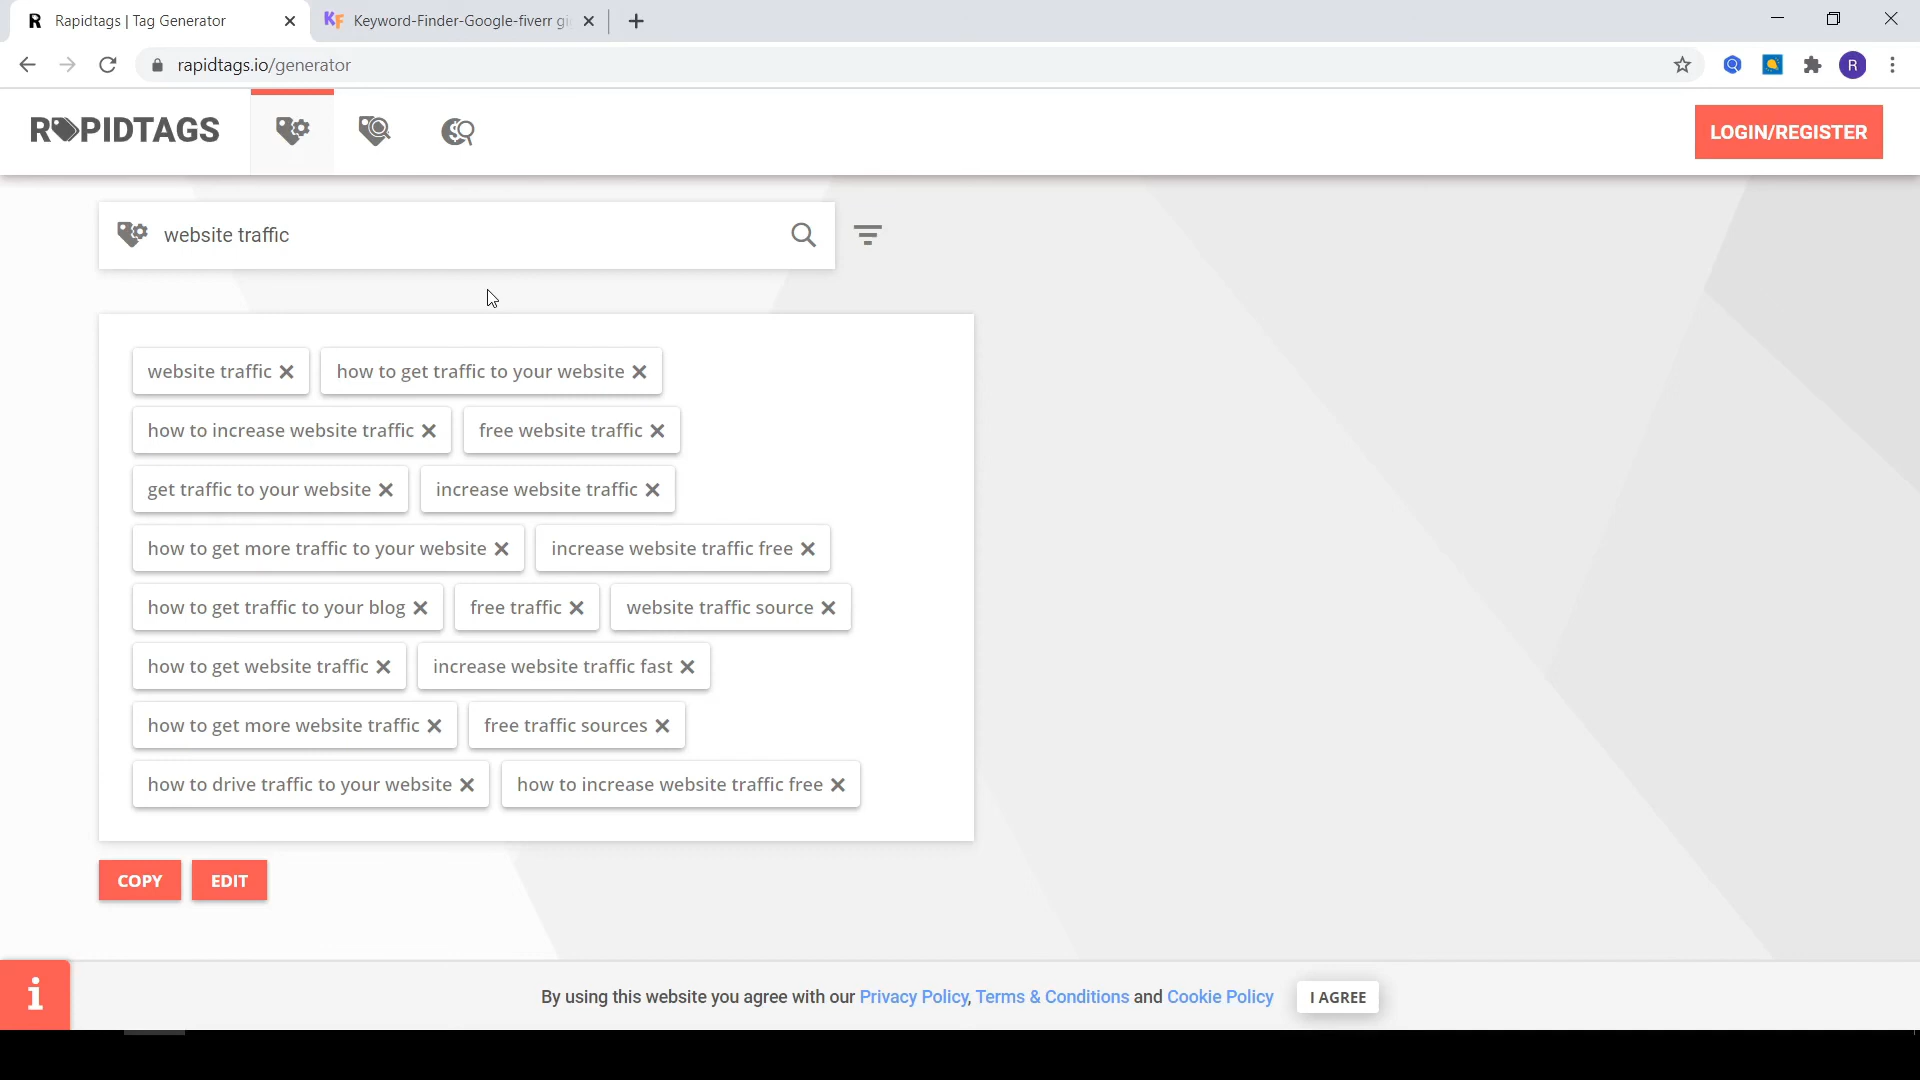 Rapidtags | Tag Generator
Keyword-Finder-Google-fiverr gi
rapidtags.io/generator
R
RAPIDTAGS
LOGIN/REGISTER
website traffic
website traffic
how to get traffic to your website
how to increase website traffic
free website traffic
get traffic to your website
increase website traffic
how to get more traffic to your website
increase website traffic free
how to get traffic to your blog
free traffic
website traffic source
how to get website traffic
increase website traffic fast
how to get more website traffic
free traffic sources
how to drive traffic to your website
how to increase website traffic free
COPY
EDIT
By using this website you agree with our Privacy Policy, Terms & Conditions and Cookie Policy
I AGREE